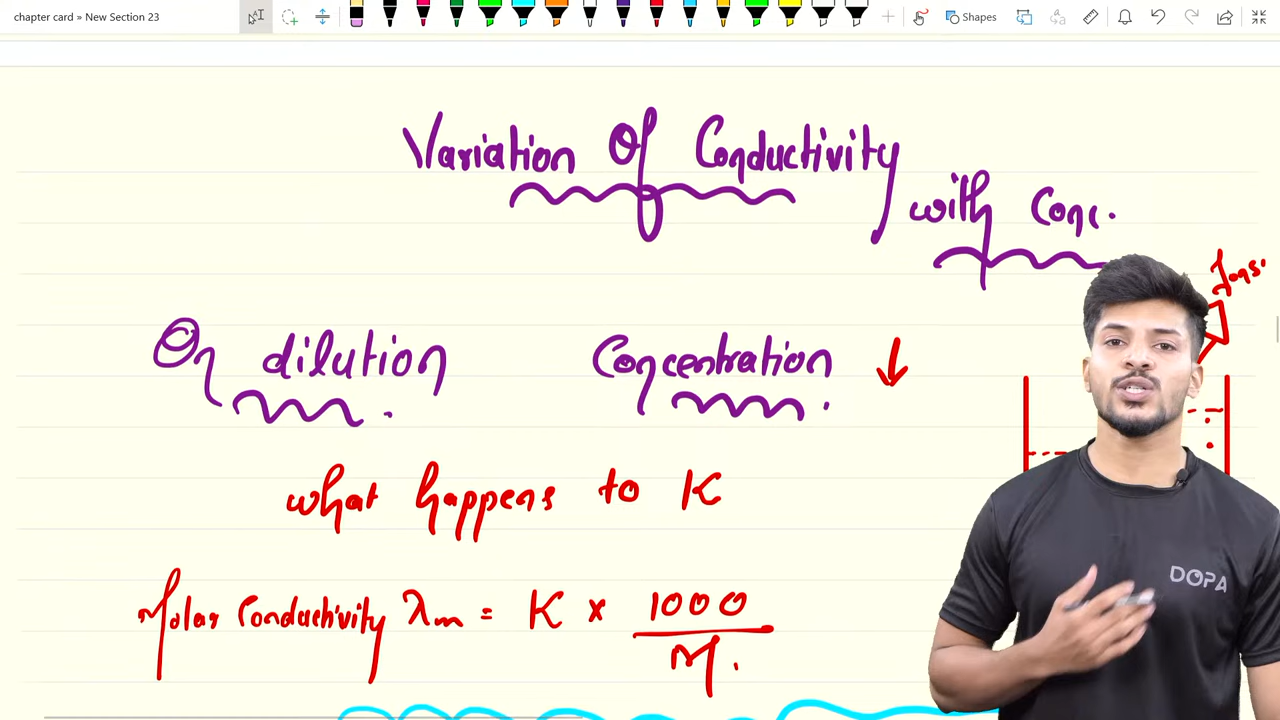 chapter card » New Section 23
Shapes
Variation Of Conductivity
with Conc.
Ions.
On dilution Concentration ↓
what happens to K
Molar Conductivity λm = K × 1000
M.
DOPA